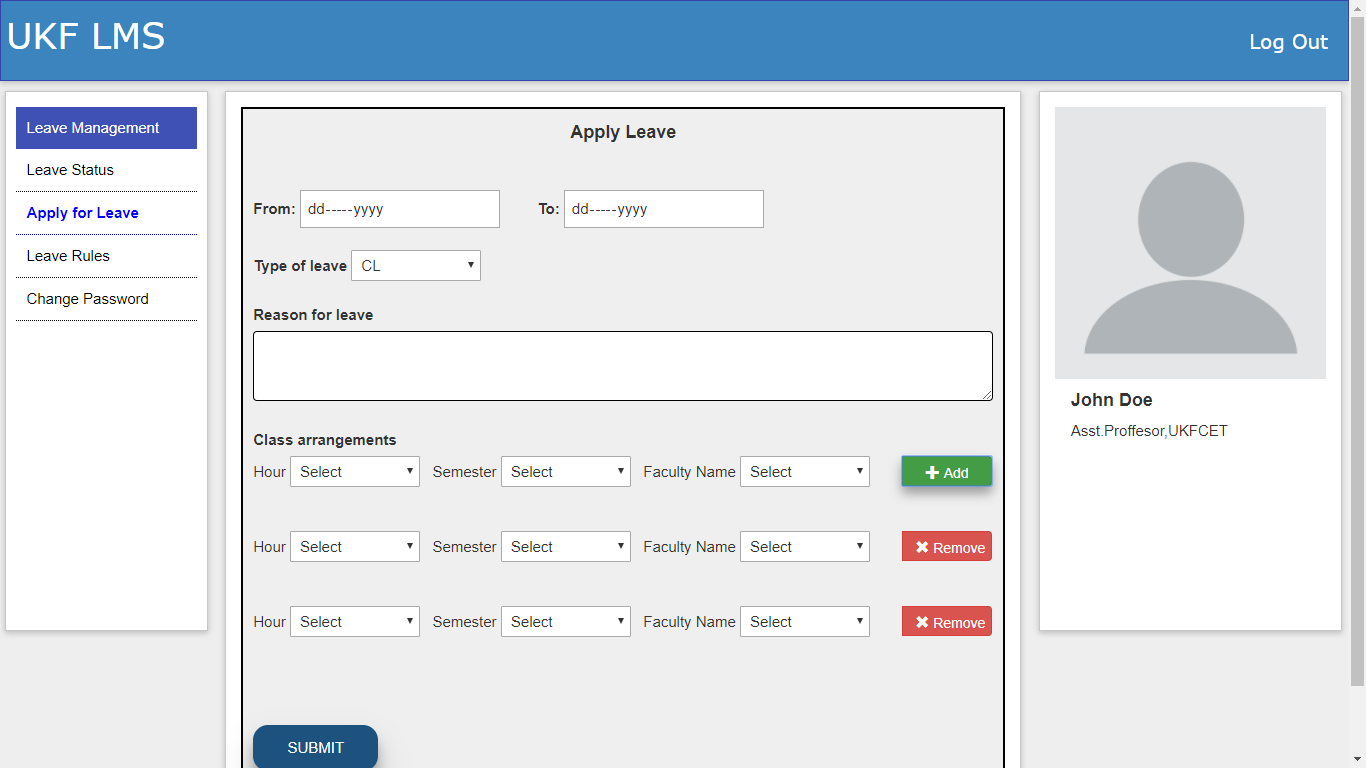 UKF LMS
Log Out
Leave Management
Leave Status
Apply for Leave
Leave Rules
Change Password
Apply Leave
From: dd-----yyyy To: dd-----yyyy
Type of leave CL
Reason for leave
Class arrangements
Hour Select Semester Select Faculty Name Select Add
Hour Select Semester Select Faculty Name Select Remove
Hour Select Semester Select Faculty Name Select Remove
SUBMIT
John Doe
Asst.Proffesor,UKFCET